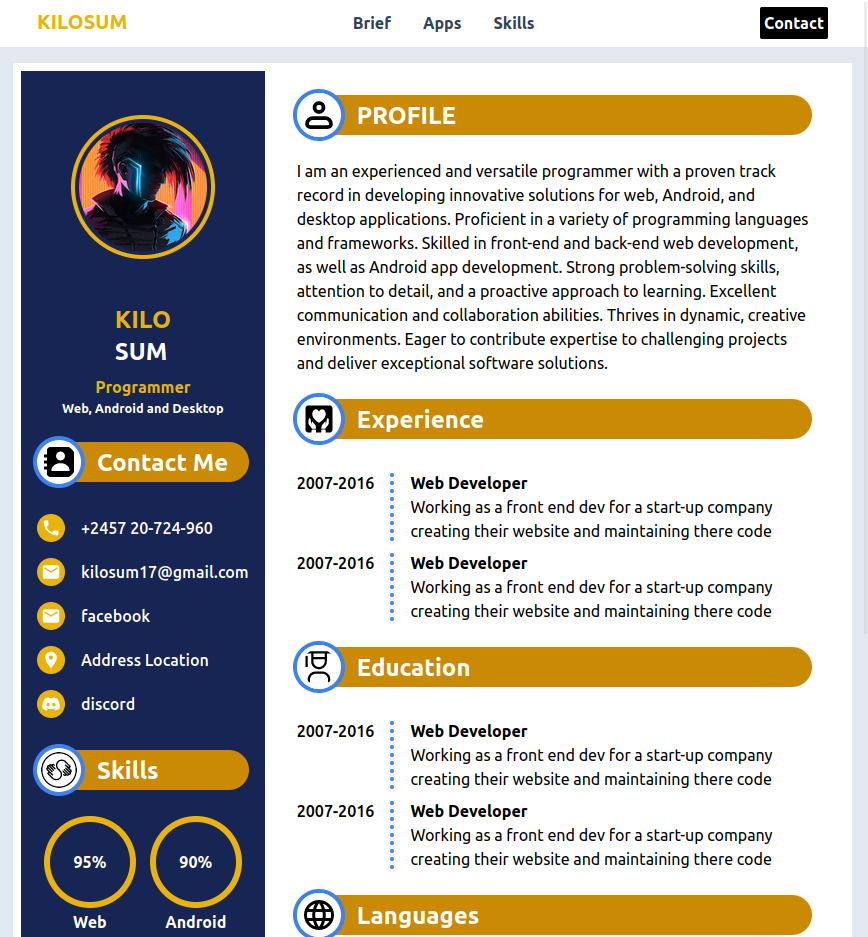 KILOSUM
Brief
Apps
Skills
Contact
KILO
SUM
Programmer
Web, Android and Desktop
Contact Me
+2457 20-724-960
kilosum17@gmail.com
facebook
Address Location
discord
Skills
95%
90%
Web
Android
PROFILE
I am an experienced and versatile programmer with a proven track
record in developing innovative solutions for web, Android, and
desktop applications. Proficient in a variety of programming languages
and frameworks. Skilled in front-end and back-end web development,
as well as Android app development. Strong problem-solving skills,
attention to detail, and a proactive approach to learning. Excellent
communication and collaboration abilities. Thrives in dynamic, creative
environments. Eager to contribute expertise to challenging projects
and deliver exceptional software solutions.
Experience
2007-2016
Web Developer
Working as a front end dev for a start-up company
creating their website and maintaining there code
2007-2016
Web Developer
Working as a front end dev for a start-up company
creating their website and maintaining there code
Education
2007-2016
Web Developer
Working as a front end dev for a start-up company
creating their website and maintaining there code
2007-2016
Web Developer
Working as a front end dev for a start-up company
creating their website and maintaining there code
Languages